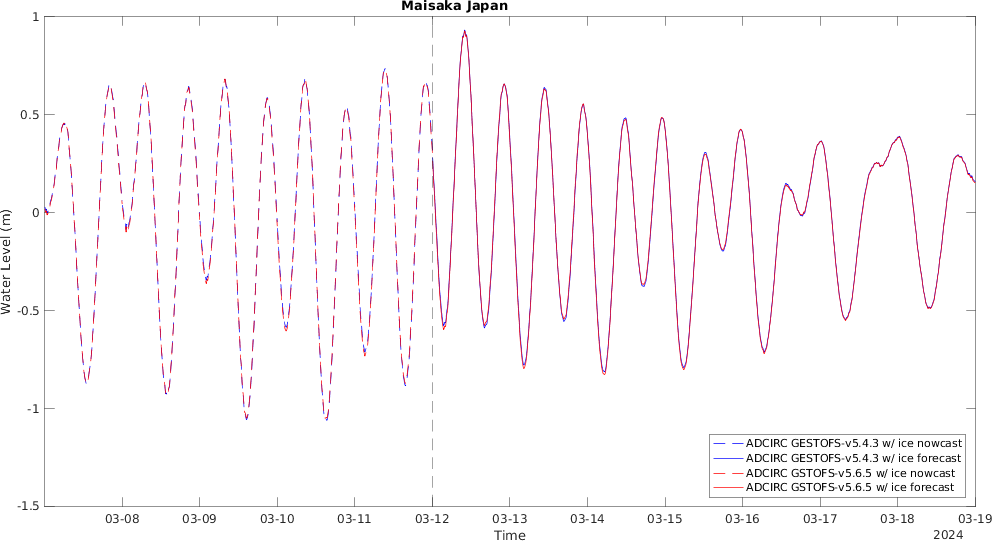 Maisaka Japan
1
0.5
0
-0.5
-1
-1.5
Water Level (m)
03-08 03-09 03-10 03-11 03-12 03-13 03-14 03-15 03-16 03-17 03-18 03-19
Time
2024
ADCIRC GESTOFS-v5.4.3 w/ ice nowcast
ADCIRC GESTOFS-v5.4.3 w/ ice forecast
ADCIRC GSTOFS-v5.6.5 w/ ice nowcast
ADCIRC GSTOFS-v5.6.5 w/ ice forecast